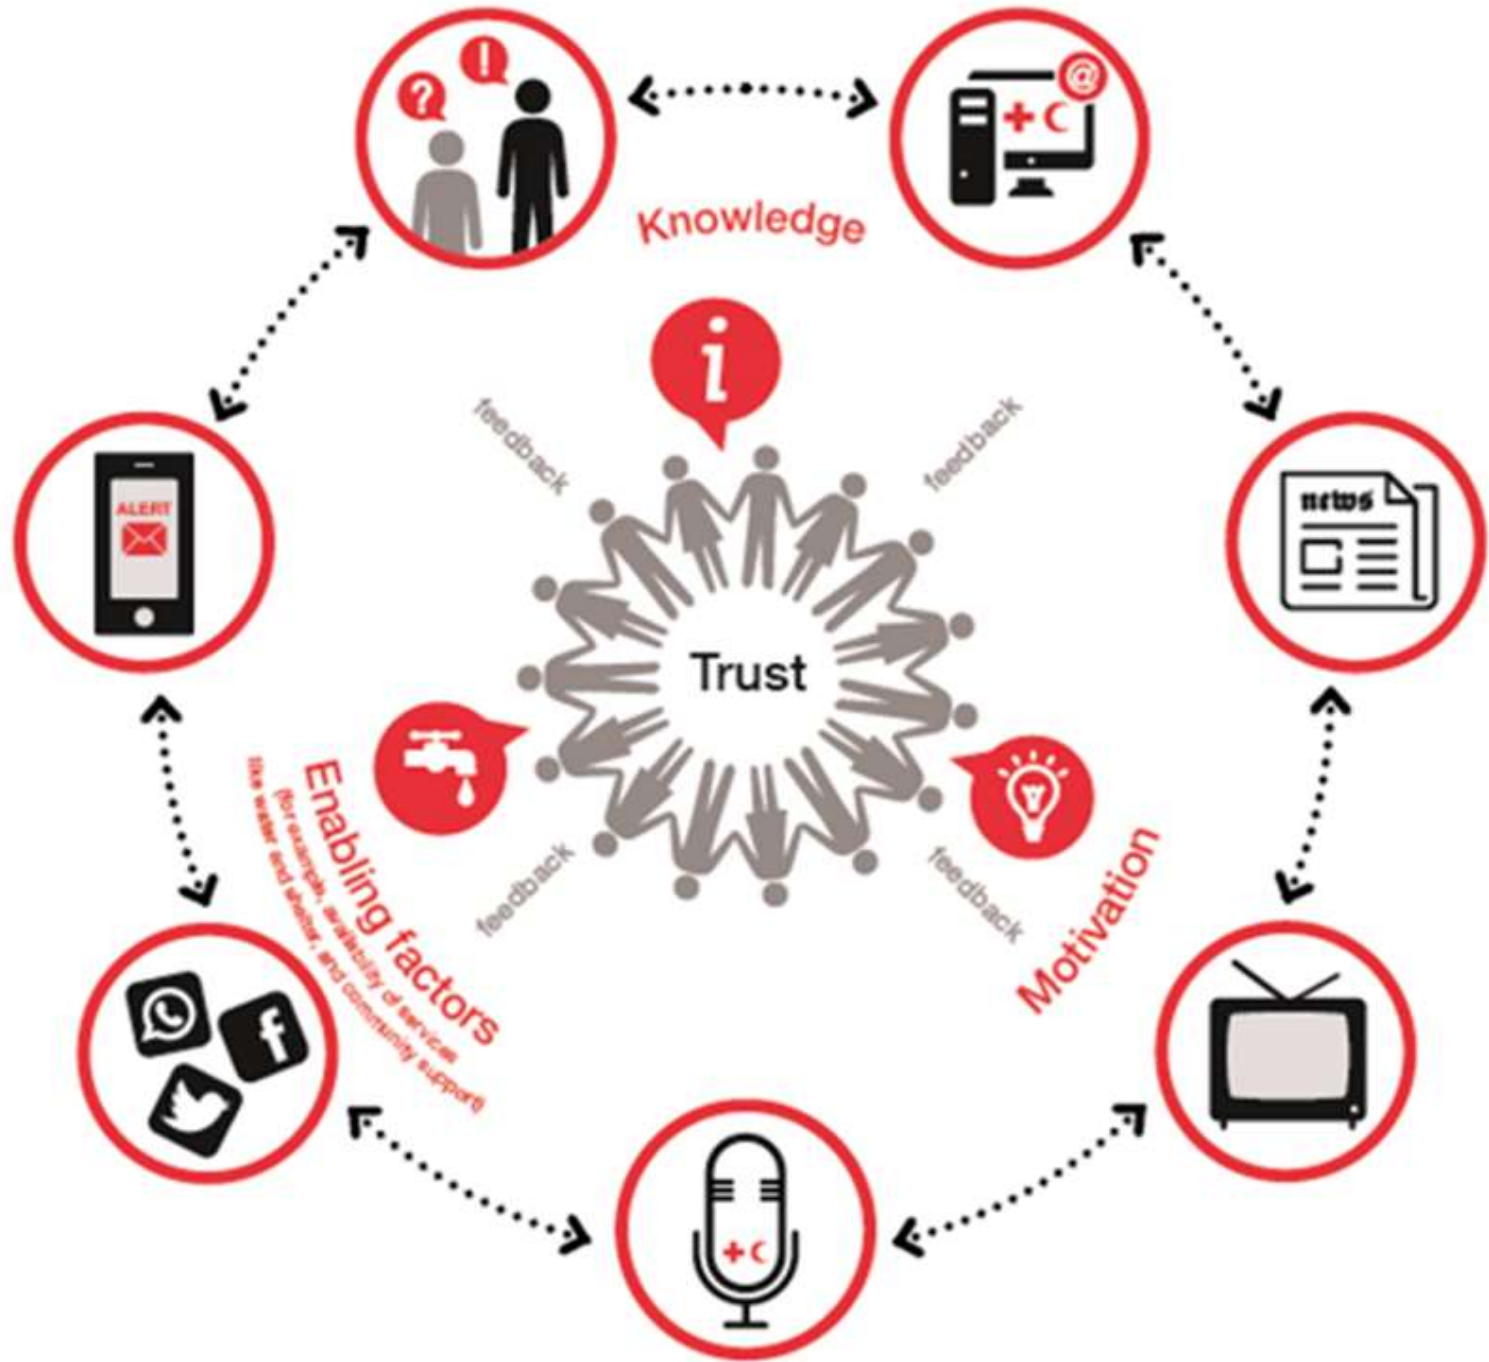 ?
!
@
Knowledge
i
ALERT
news
feedback
feedback
Trust
Enabling factors
(for example, availability of services
like water and shelter, and community support)
Motivation
feedback
feedback
f